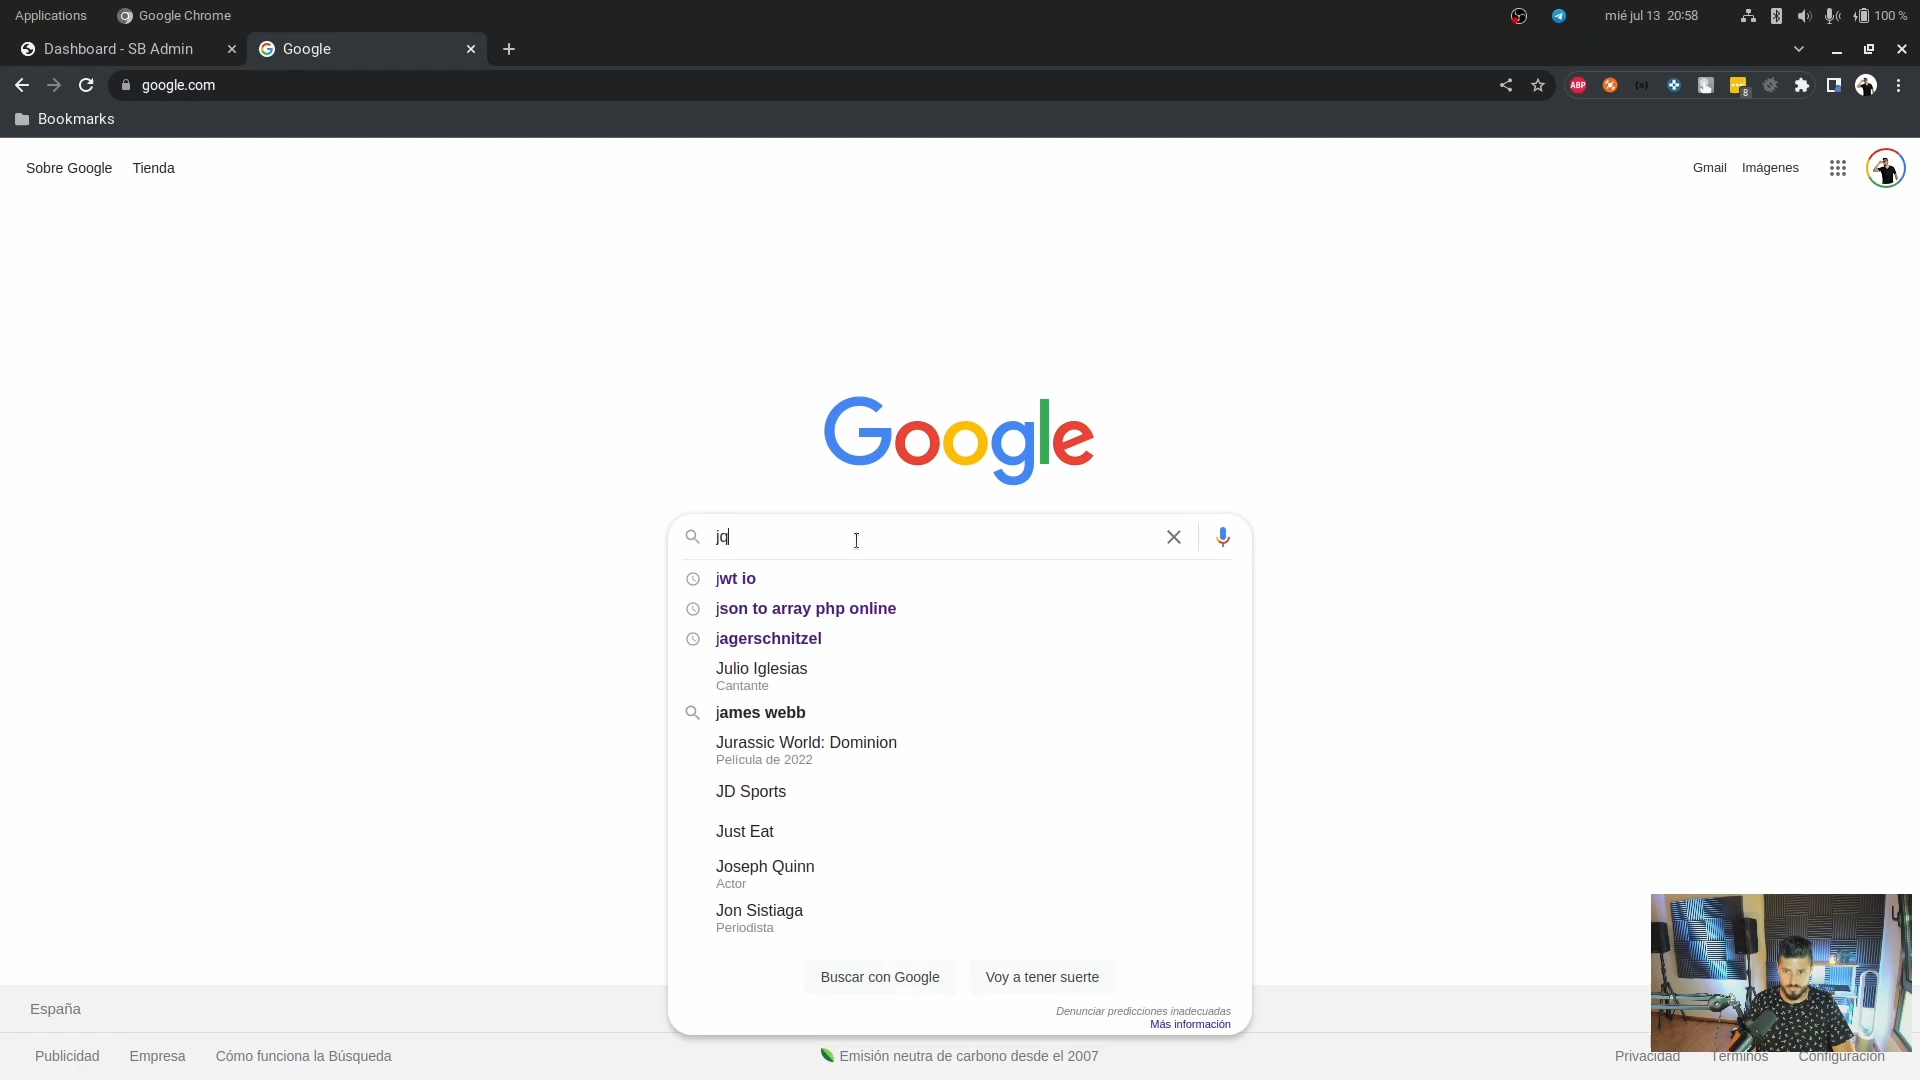 Applications
Google Chrome
mié jul 13 20:58
100 %
Dashboard - SB Admin
Google
google.com
ABP
8
Bookmarks
Sobre Google
Tienda
Gmail
Imágenes
Google
jq
jwt io
json to array php online
jagerschnitzel
Julio Iglesias
Cantante
james webb
Jurassic World: Dominion
Película de 2022
JD Sports
Just Eat
Joseph Quinn
Actor
Jon Sistiaga
Periodista
Buscar con Google
Voy a tener suerte
Denunciar predicciones inadecuadas
Más información
España
Publicidad
Empresa
Cómo funciona la Búsqueda
Emisión neutra de carbono desde el 2007
Privacidad
Términos
Configuración